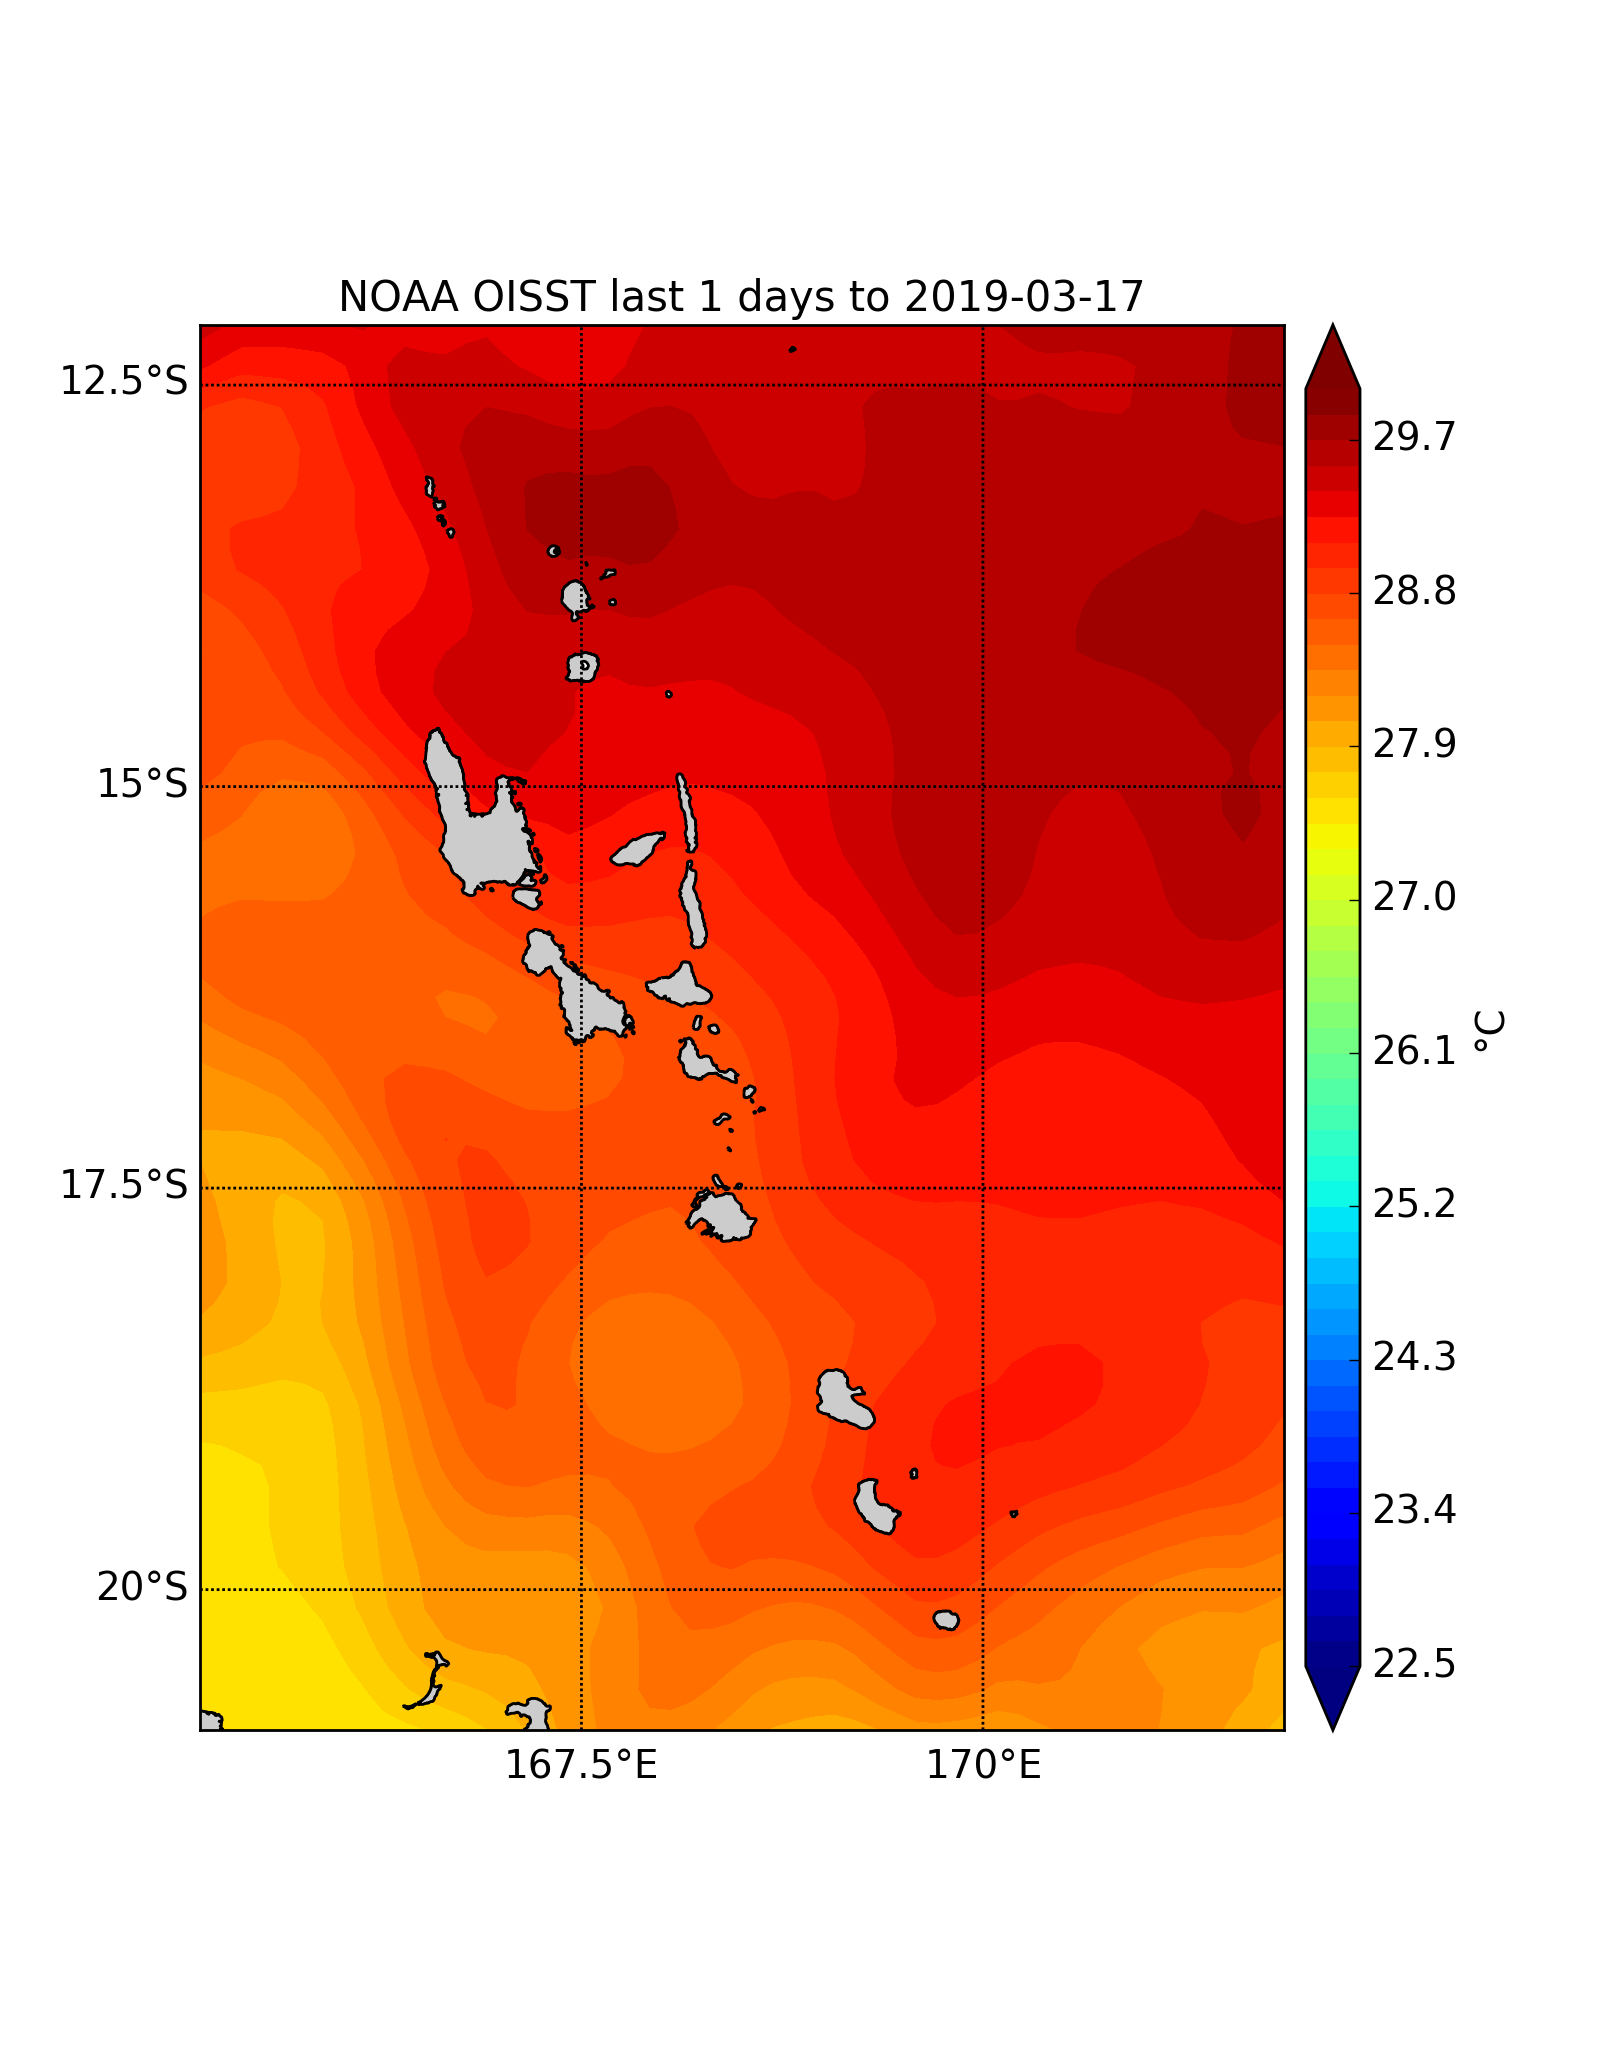 NOAA OISST last 1 days to 2019-03-17
12.5°S
15°S
17.5°S
20°S
167.5°E
170°E
29.7
28.8
27.9
27.0
26.1
25.2
24.3
23.4
22.5
°C